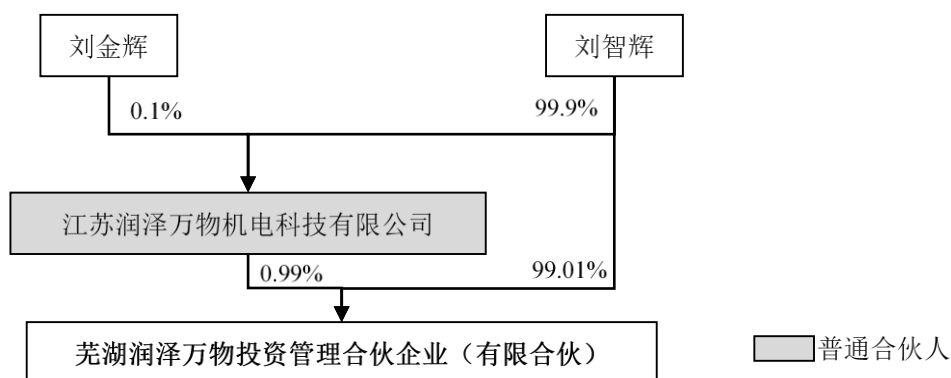 刘金辉
刘智辉
0.1%
99.9%
江苏润泽万物机电科技有限公司
0.99%
99.01%
芜湖润泽万物投资管理合伙企业（有限合伙）
普通合伙人